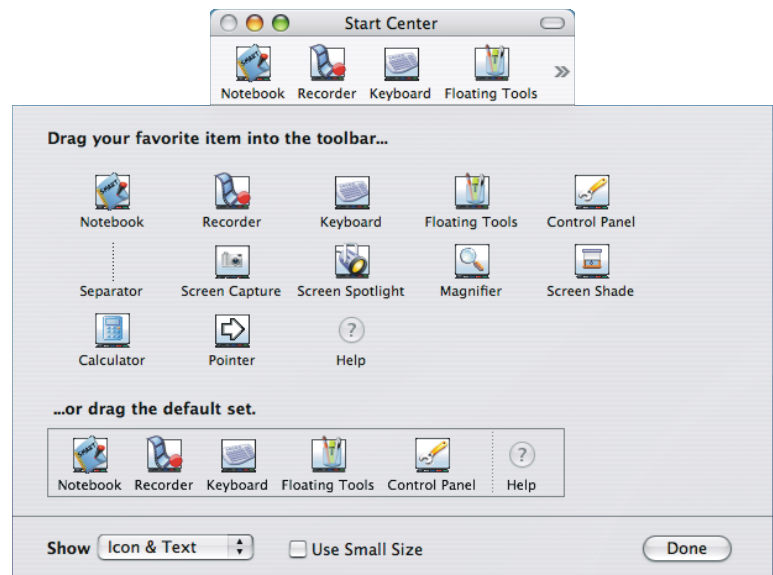 Start Center
Notebook Recorder Keyboard Floating Tools »
Drag your favorite item into the toolbar...
Notebook Recorder Keyboard Floating Tools Control Panel
Separator Screen Capture Screen Spotlight Magnifier Screen Shade
Calculator Pointer Help
...or drag the default set.
Notebook Recorder Keyboard Floating Tools Control Panel Help
Show Icon & Text Use Small Size Done